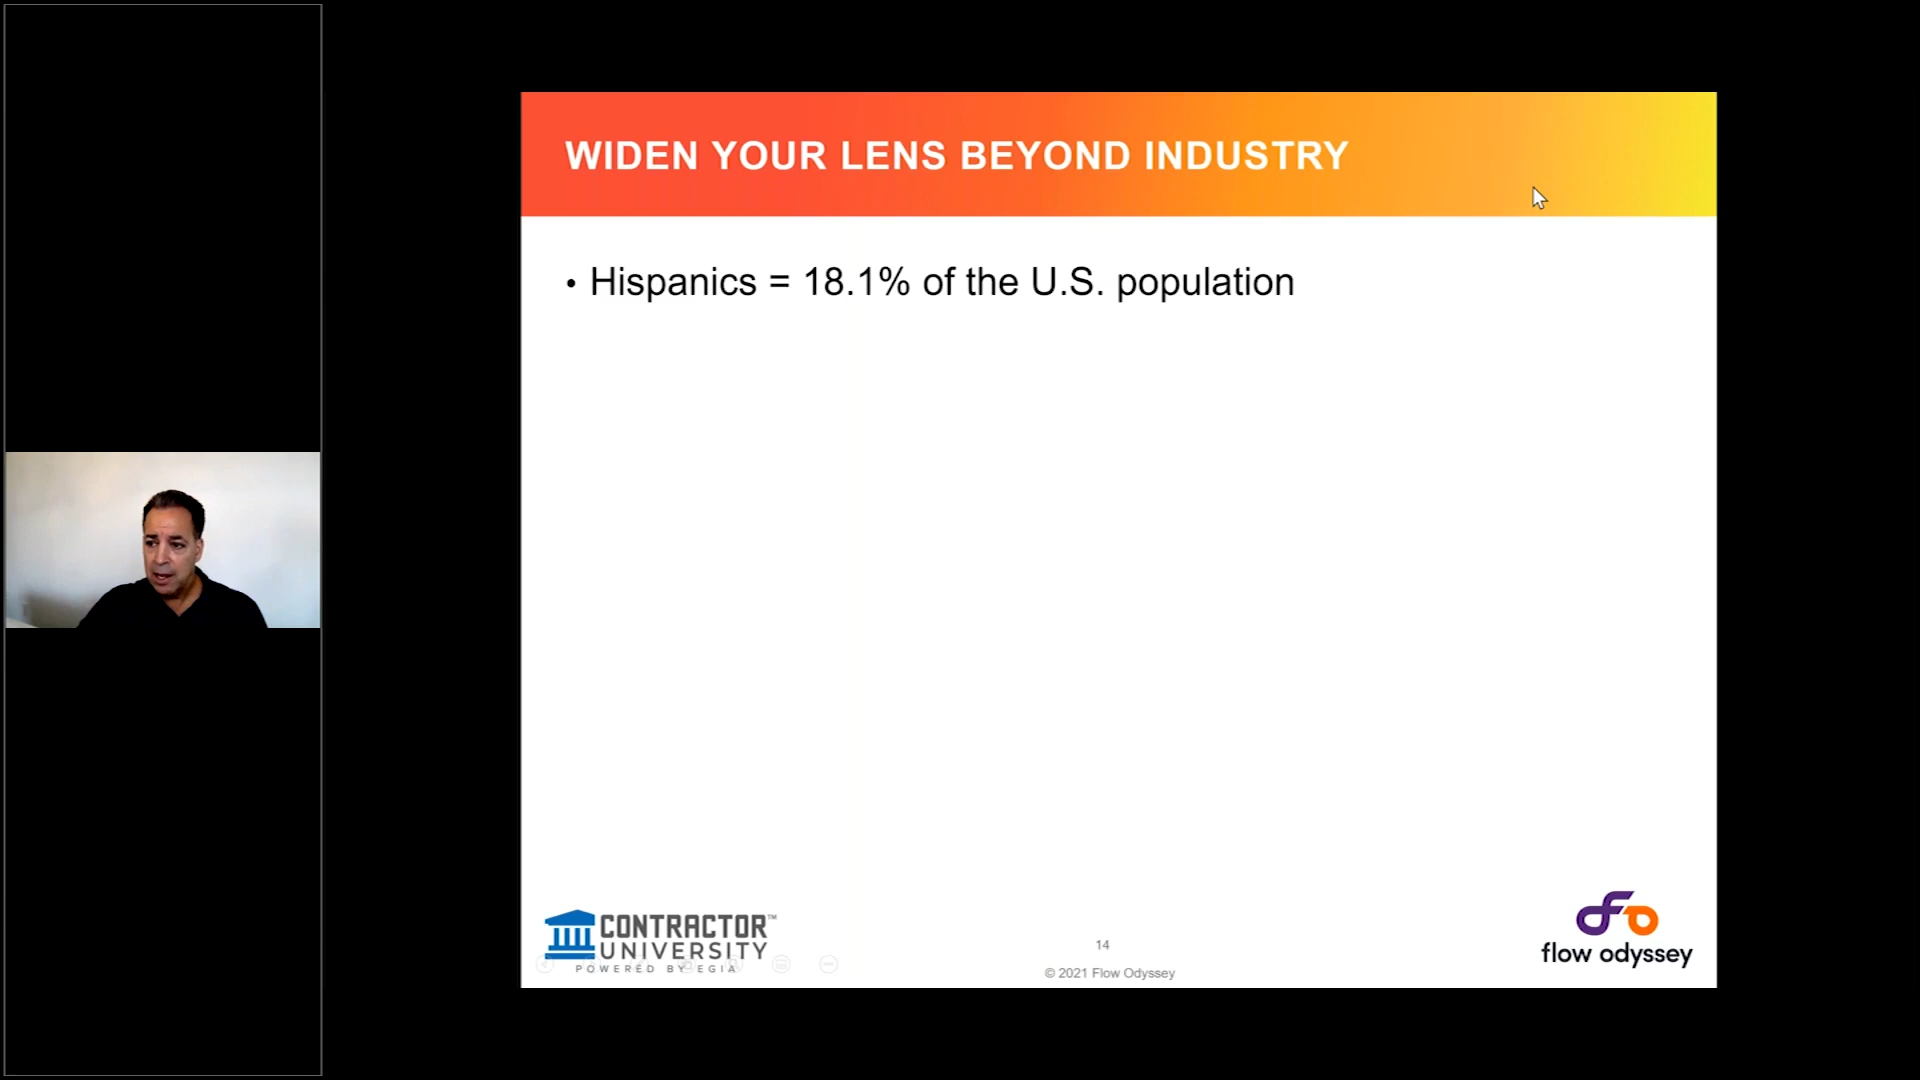 WIDEN YOUR LENS BEYOND INDUSTRY
• Hispanics = 18.1% of the U.S. population
CONTRACTOR™
UNIVERSITY
POWERED BY EGIA
14
© 2021 Flow Odyssey
flow odyssey